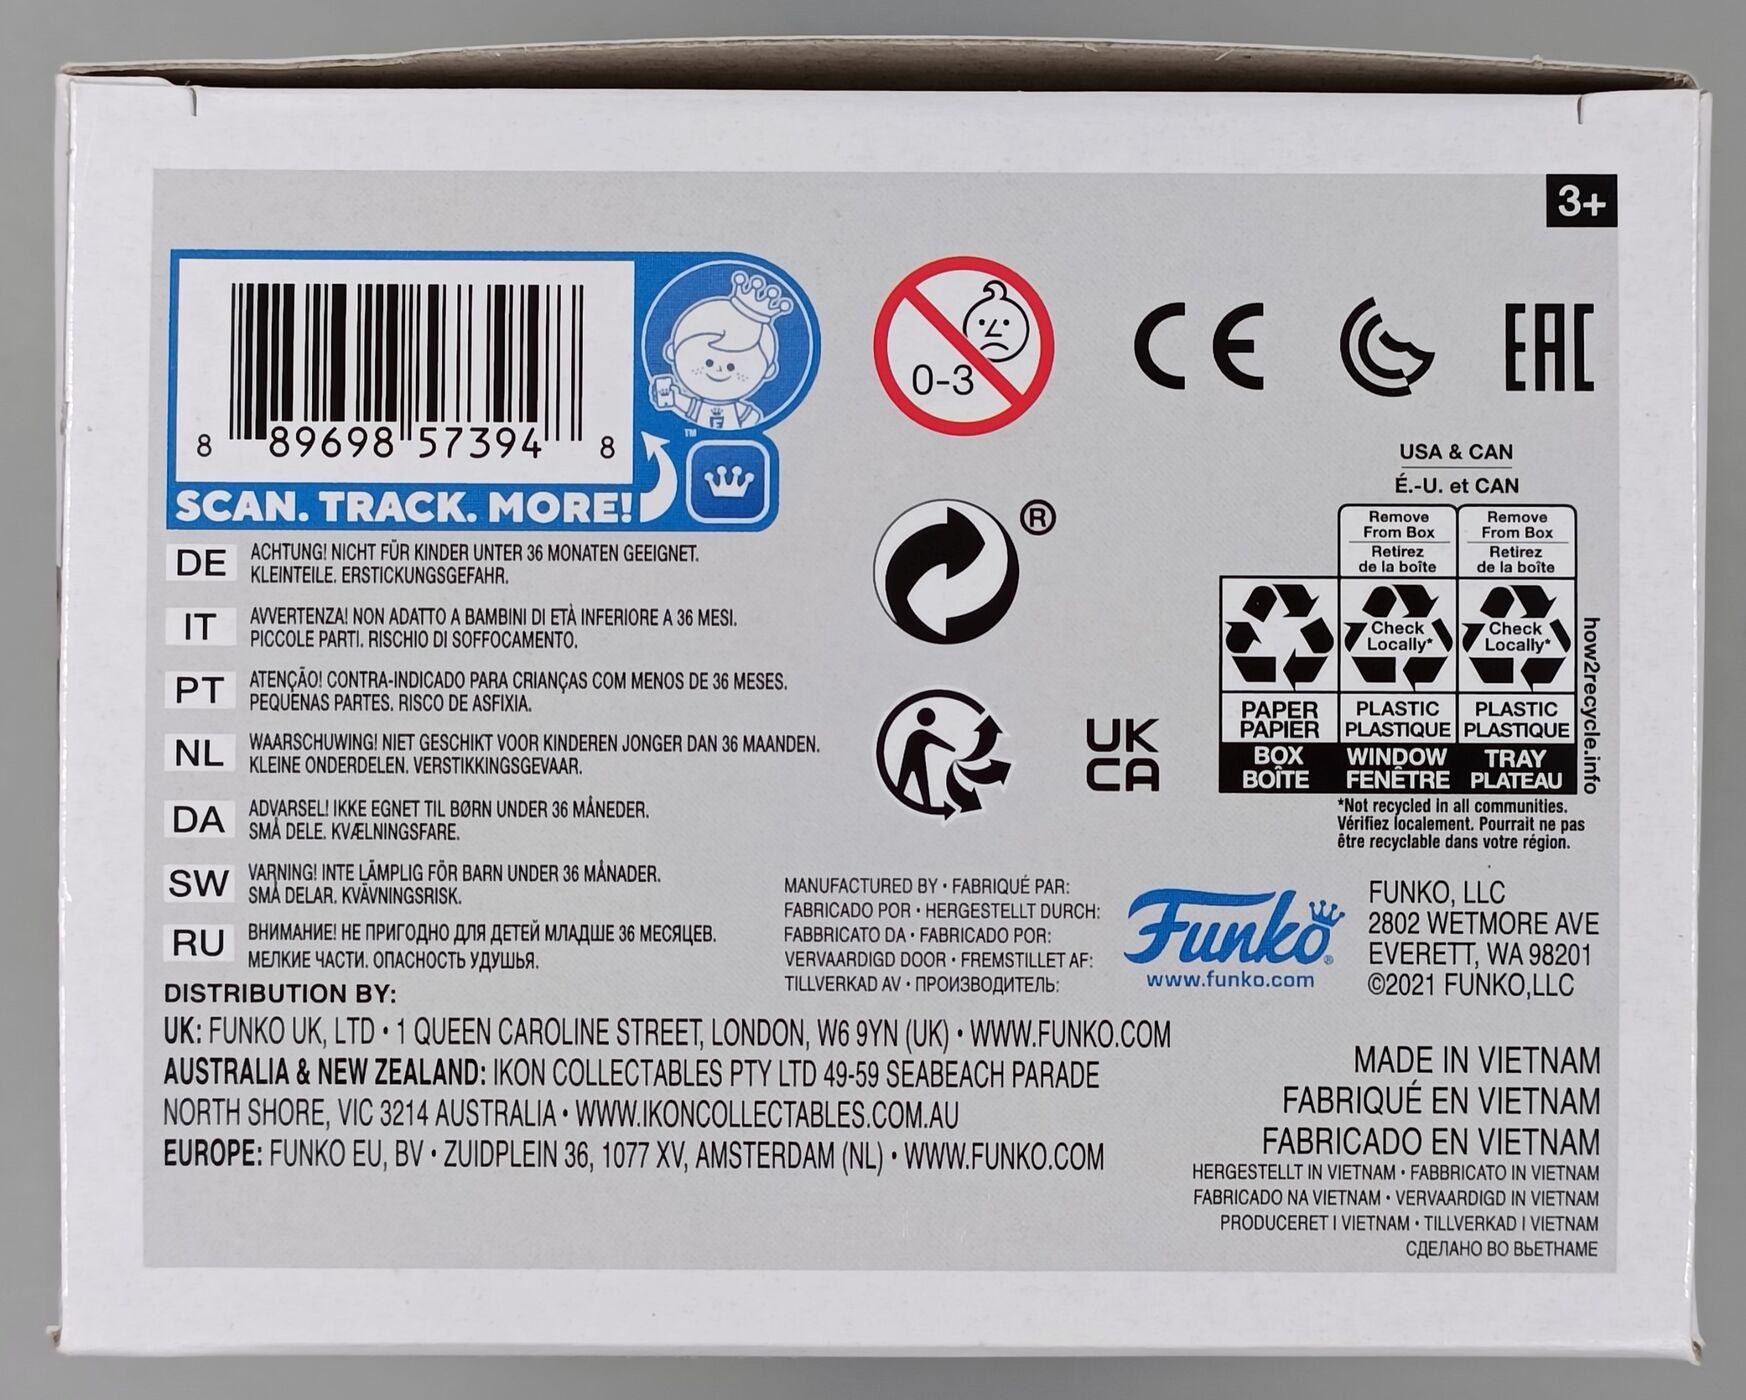 3+
8 89698 57394 8
SCAN. TRACK. MORE!
TM
0-3
CE
EAC
USA & CAN
É.-U. et CAN
Remove
From Box
Retirez
de la boîte
Remove
From Box
Retirez
de la boîte
Check
Locally*
Check
Locally*
PAPER
PAPIER
PLASTIC
PLASTIQUE
PLASTIC
PLASTIQUE
BOX
BOÎTE
WINDOW
FENÊTRE
TRAY
PLATEAU
how2recycle.info
*Not recycled in all communities.
Vérifiez localement. Pourrait ne pas
être recyclable dans votre région.
®
UK
CA
DE
ACHTUNG! NICHT FÜR KINDER UNTER 36 MONATEN GEEIGNET.
KLEINTEILE. ERSTICKUNGSGEFAHR.
IT
AVVERTENZA! NON ADATTO A BAMBINI DI ETÀ INFERIORE A 36 MESI.
PICCOLE PARTI. RISCHIO DI SOFFOCAMENTO.
PT
ATENÇÃO! CONTRA-INDICADO PARA CRIANÇAS COM MENOS DE 36 MESES.
PEQUENAS PARTES. RISCO DE ASFIXIA.
NL
WAARSCHUWING! NIET GESCHIKT VOOR KINDEREN JONGER DAN 36 MAANDEN.
KLEINE ONDERDELEN. VERSTIKKINGSGEVAAR.
DA
ADVARSEL! IKKE EGNET TIL BØRN UNDER 36 MÅNEDER.
SMÅ DELE. KVÆLNINGSFARE.
SW
VARNING! INTE LÄMPLIG FÖR BARN UNDER 36 MÅNADER.
SMÅ DELAR. KVÄVNINGSRISK.
RU
ВНИМАНИЕ! НЕ ПРИГОДНО ДЛЯ ДЕТЕЙ МЛАДШЕ 36 МЕСЯЦЕВ.
МЕЛКИЕ ЧАСТИ. ОПАСНОСТЬ УДУШЬЯ.
MANUFACTURED BY • FABRIQUÉ PAR:
FABRICADO POR • HERGESTELLT DURCH:
FABBRICATO DA • FABRICADO POR:
VERVAARDIGD DOOR • FREMSTILLET AF:
TILLVERKAD AV • ПРОИЗВОДИТЕЛЬ:
Funko®
www.funko.com
FUNKO, LLC
2802 WETMORE AVE
EVERETT, WA 98201
©2021 FUNKO,LLC
DISTRIBUTION BY:
UK: FUNKO UK, LTD • 1 QUEEN CAROLINE STREET, LONDON, W6 9YN (UK) • WWW.FUNKO.COM
AUSTRALIA & NEW ZEALAND: IKON COLLECTABLES PTY LTD 49-59 SEABEACH PARADE
NORTH SHORE, VIC 3214 AUSTRALIA • WWW.IKONCOLLECTABLES.COM.AU
EUROPE: FUNKO EU, BV • ZUIDPLEIN 36, 1077 XV, AMSTERDAM (NL) • WWW.FUNKO.COM
MADE IN VIETNAM
FABRIQUÉ EN VIETNAM
FABRICADO EN VIETNAM
HERGESTELLT IN VIETNAM • FABBRICATO IN VIETNAM
FABRICADO NA VIETNAM • VERVAARDIGD IN VIETNAM
PRODUCERET I VIETNAM • TILLVERKAD I VIETNAM
СДЕЛАНО ВО ВЬЕТНАМЕ